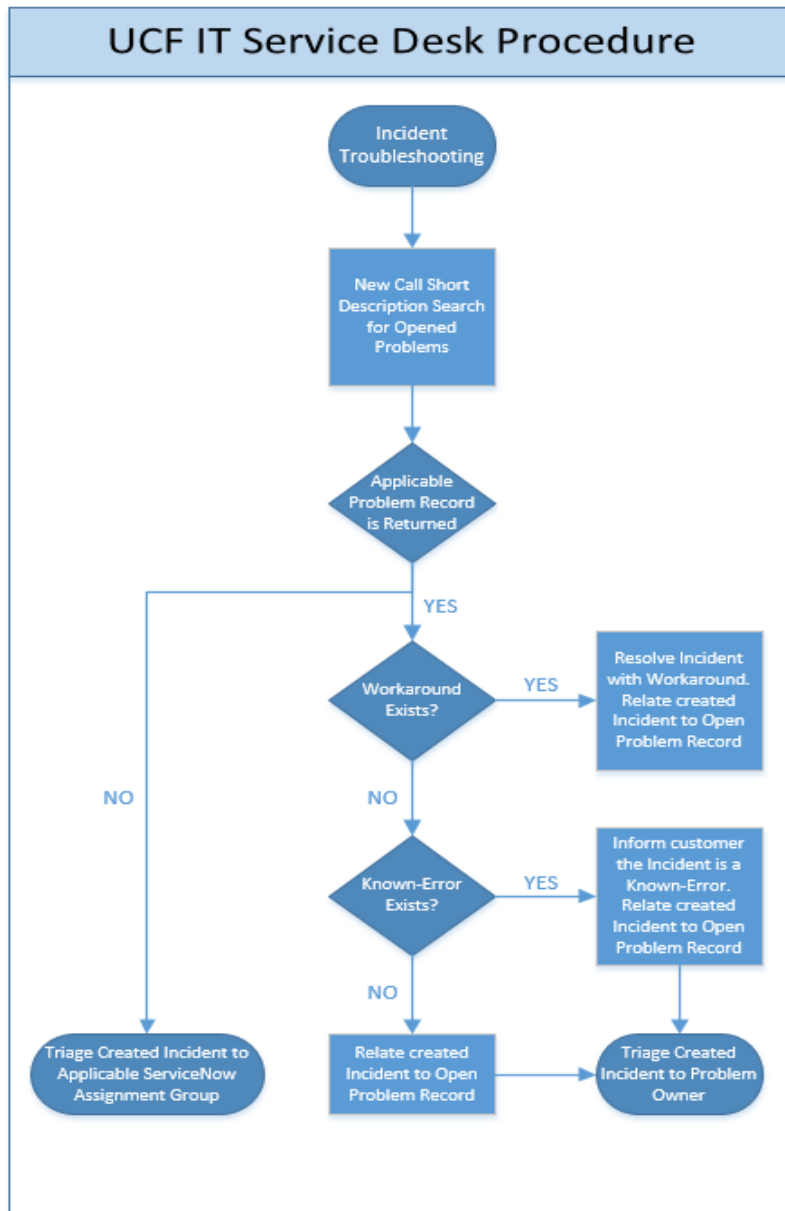 UCF IT Service Desk Procedure
Incident
Troubleshooting
New Call Short
Description Search
for Opened
Problems
Applicable
Problem Record
is Returned
YES
Workaround
Exists?
YES
Resolve Incident
with Workaround.
Relate created
Incident to Open
Problem Record
NO
NO
Known-Error
Exists?
YES
Inform customer
the Incident is a
Known-Error.
Relate created
Incident to Open
Problem Record
NO
Triage Created Incident to
Applicable ServiceNow
Assignment Group
Relate created
Incident to Open
Problem Record
Triage Created
Incident to Problem
Owner